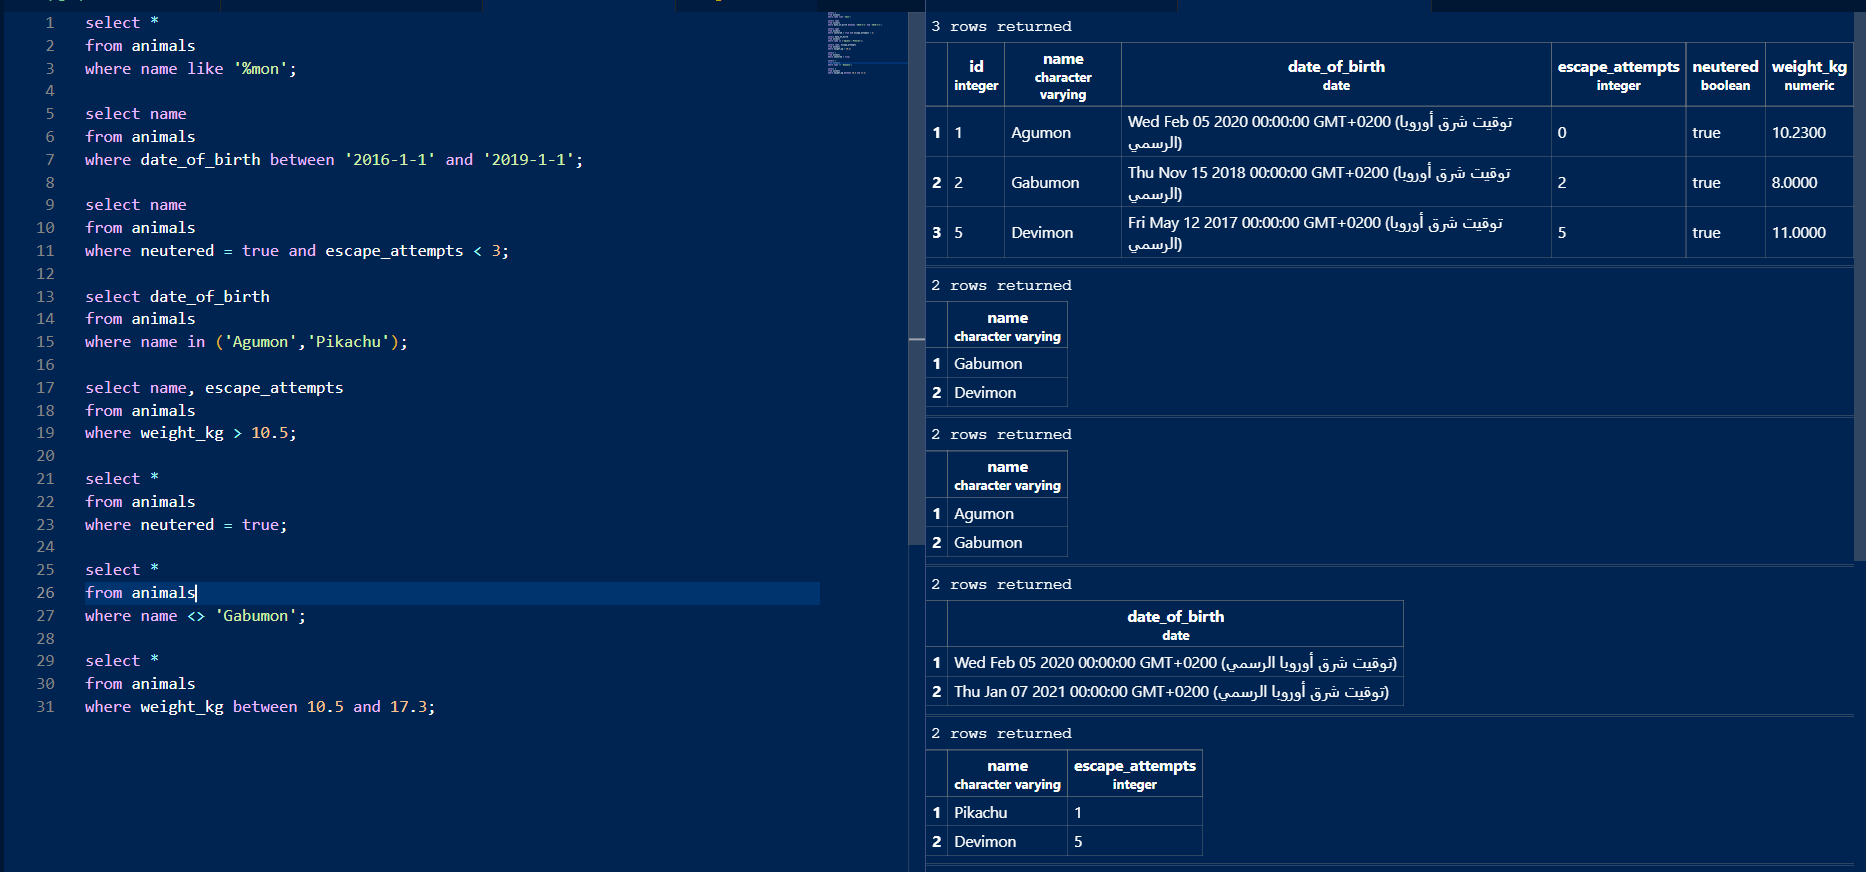 1 select *
2 from animals
3 where name like '%mon';
4
5 select name
6 from animals
7 where date_of_birth between '2016-1-1' and '2019-1-1';
8
9 select name
10 from animals
11 where neutered = true and escape_attempts < 3;
12
13 select date_of_birth
14 from animals
15 where name in ('Agumon','Pikachu');
16
17 select name, escape_attempts
18 from animals
19 where weight_kg > 10.5;
20
21 select *
22 from animals
23 where neutered = true;
24
25 select *
26 from animals
27 where name <> 'Gabumon';
28
29 select *
30 from animals
31 where weight_kg between 10.5 and 17.3;
3 rows returned
id name date_of_birth escape_attempts neutered weight_kg
integer character varying date integer boolean numeric
1 1 Agumon Wed Feb 05 2020 00:00:00 GMT+0200 (توقيت شرق أوروبا
الرسمي) 0 true 10.2300
2 2 Gabumon Thu Nov 15 2018 00:00:00 GMT+0200 (توقيت شرق أوروبا
الرسمي) 2 true 8.0000
3 5 Devimon Fri May 12 2017 00:00:00 GMT+0200 (توقيت شرق أوروبا
الرسمي) 5 true 11.0000
2 rows returned
name
character varying
1 Gabumon
2 Devimon
2 rows returned
name
character varying
1 Agumon
2 Gabumon
2 rows returned
date_of_birth
date
1 Wed Feb 05 2020 00:00:00 GMT+0200 (توقيت شرق أوروبا الرسمي)
2 Thu Jan 07 2021 00:00:00 GMT+0200 (توقيت شرق أوروبا الرسمي)
2 rows returned
name escape_attempts
character varying integer
1 Pikachu 1
2 Devimon 5